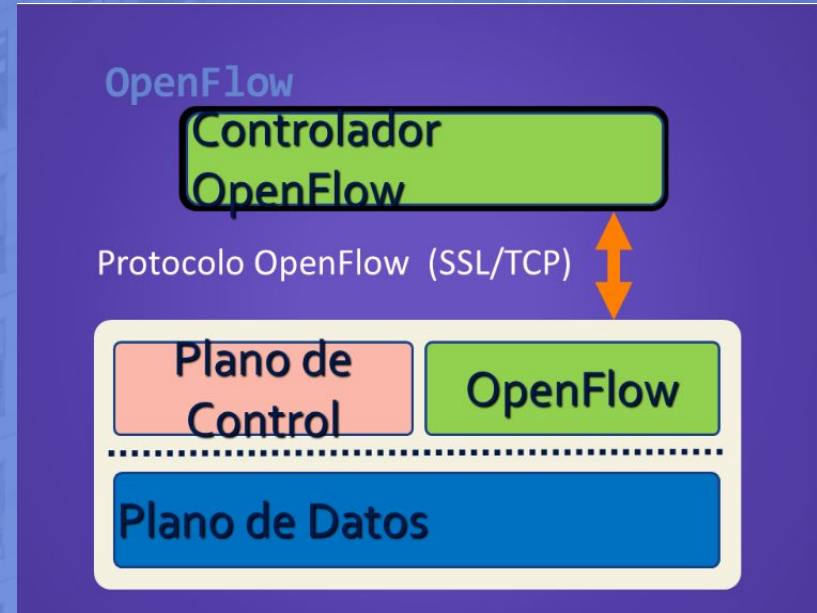 OpenFlow
Controlador
OpenFlow
Protocolo OpenFlow (SSL/TCP)
Plano de
Control
OpenFlow
Plano de Datos